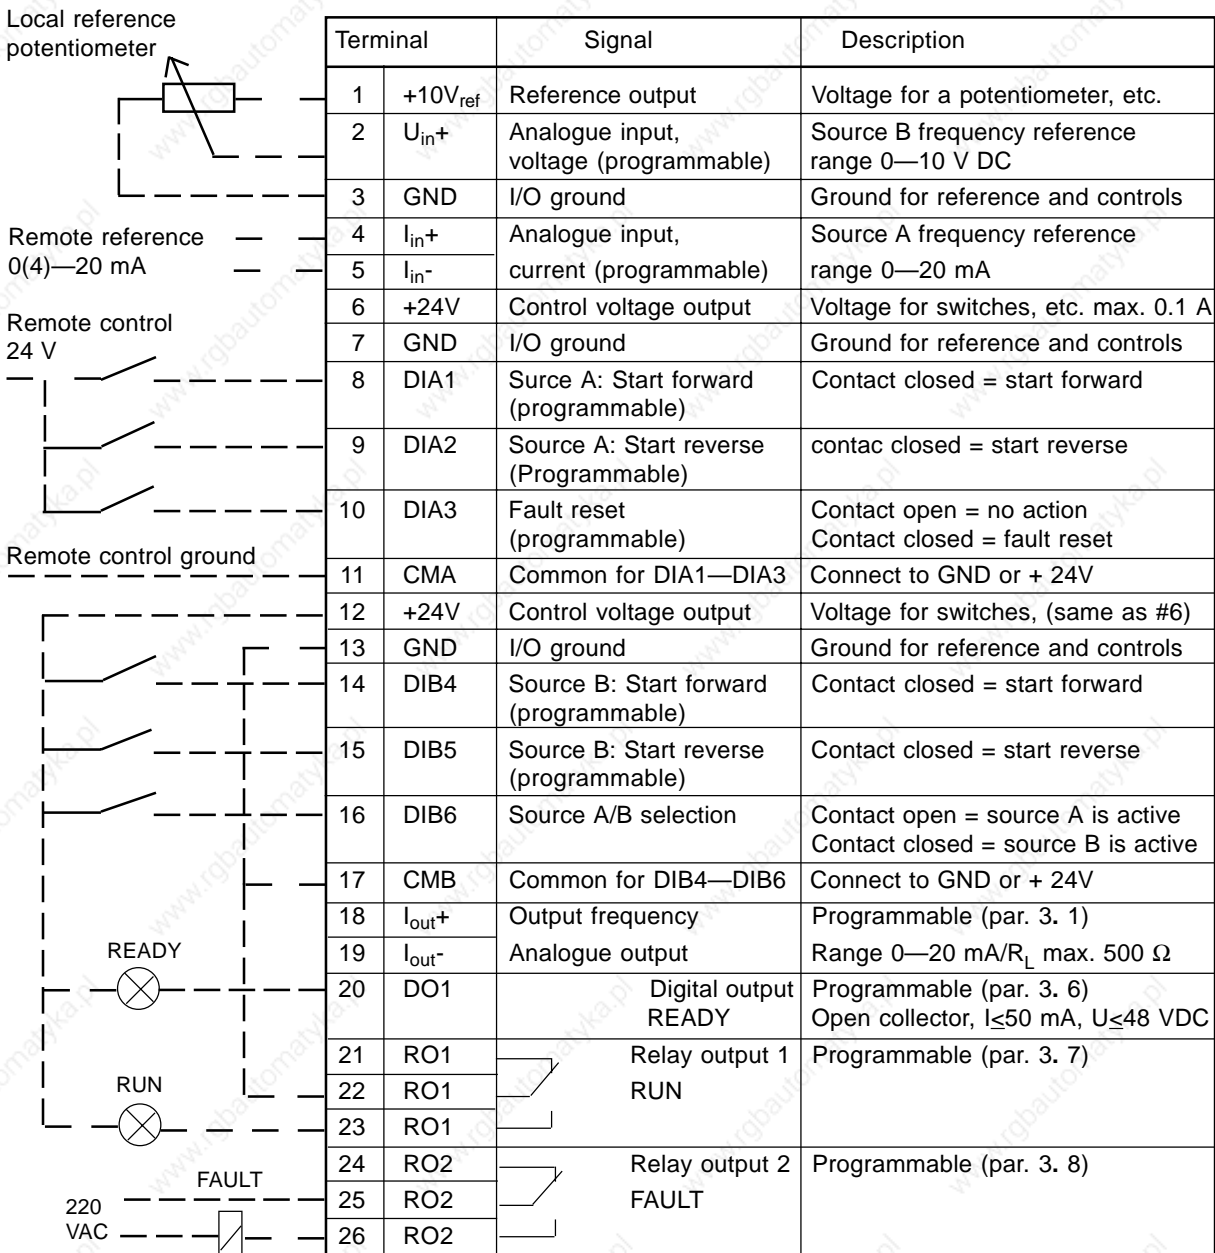 Local reference
potentiometer
Terminal Signal Description
1 +10Vref Reference output Voltage for a potentiometer, etc.
2 Uin+ Analogue input, Source B frequency reference
voltage (programmable) range 0—10 V DC
3 GND I/O ground Ground for reference and controls
Remote reference
0(4)—20 mA
4 Iin+ Analogue input, Source A frequency reference
5 Iin- current (programmable) range 0—20 mA
6 +24V Control voltage output Voltage for switches, etc. max. 0.1 A
Remote control
24 V
7 GND I/O ground Ground for reference and controls
8 DIA1 Surce A: Start forward Contact closed = start forward
(programmable)
9 DIA2 Source A: Start reverse contac closed = start reverse
(Programmable)
10 DIA3 Fault reset Contact open = no action
(programmable) Contact closed = fault reset
Remote control ground
11 CMA Common for DIA1—DIA3 Connect to GND or + 24V
12 +24V Control voltage output Voltage for switches, (same as #6)
13 GND I/O ground Ground for reference and controls
14 DIB4 Source B: Start forward Contact closed = start forward
(programmable)
15 DIB5 Source B: Start reverse Contact closed = start reverse
(programmable)
16 DIB6 Source A/B selection Contact open = source A is active
Contact closed = source B is active
17 CMB Common for DIB4—DIB6 Connect to GND or + 24V
18 Iout+ Output frequency Programmable (par. 3. 1)
READY
19 Iout- Analogue output Range 0—20 mA/RL max. 500 Ω
20 DO1 Digital output Programmable (par. 3. 6)
READY Open collector, I≤50 mA, U≤48 VDC
21 RO1 Relay output 1 Programmable (par. 3. 7)
RUN
22 RO1 RUN
23 RO1
24 RO2 Relay output 2 Programmable (par. 3. 8)
FAULT
25 RO2 FAULT
220
VAC
26 RO2
www.rgbautomatyka.pl